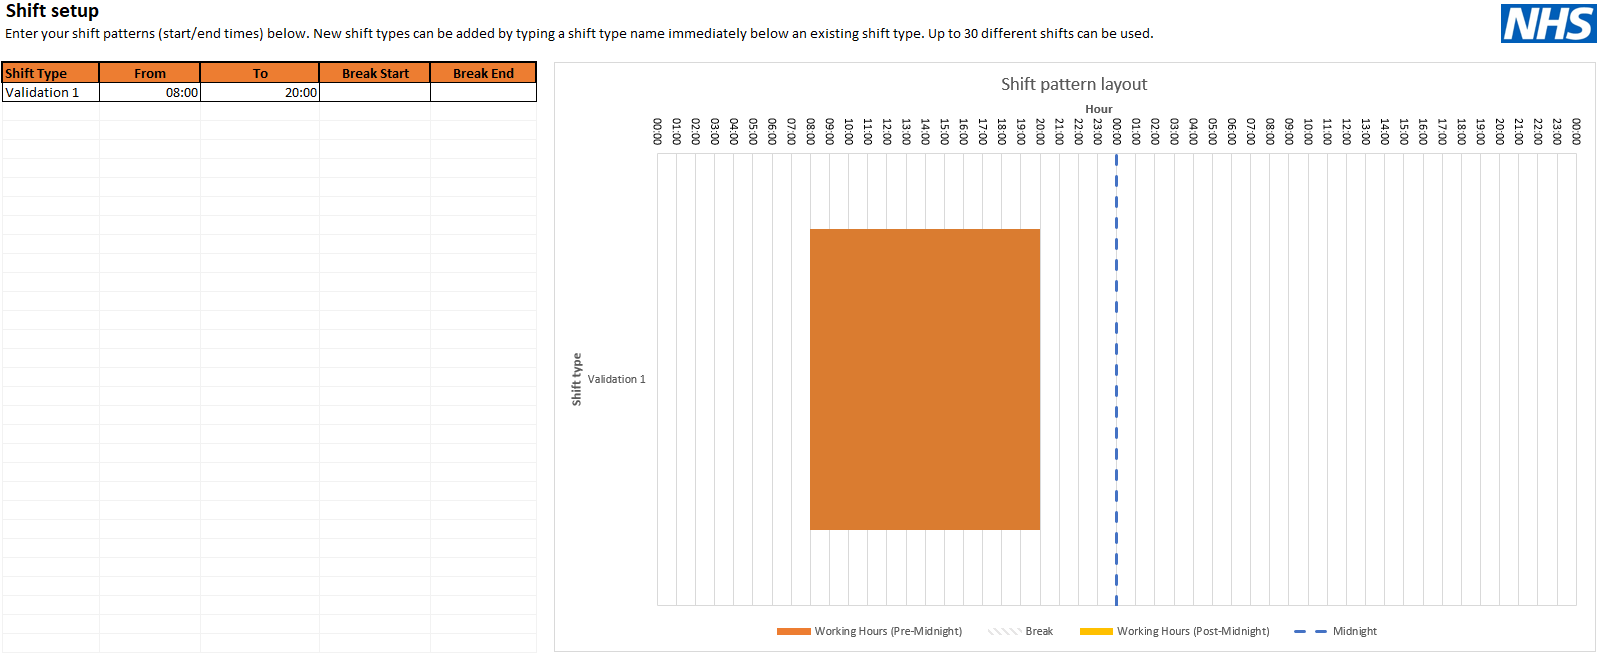 Shift setup
Enter your shift patterns (start/end times) below. New shift types can be added by typing a shift type name immediately below an existing shift type. Up to 30 different shifts can be used.
NHS
Shift Type From To Break Start Break End
Validation 1 08:00 20:00
Shift pattern layout
Hour
00:00 01:00 02:00 03:00 04:00 05:00 06:00 07:00 08:00 09:00 10:00 11:00 12:00 13:00 14:00 15:00 16:00 17:00 18:00 19:00 20:00 21:00 22:00 23:00 00:00 01:00 02:00 03:00 04:00 05:00 06:00 07:00 08:00 09:00 10:00 11:00 12:00 13:00 14:00 15:00 16:00 17:00 18:00 19:00 20:00 21:00 22:00 23:00 00:00
Shift type
Validation 1
Working Hours (Pre-Midnight) Break Working Hours (Post-Midnight) Midnight